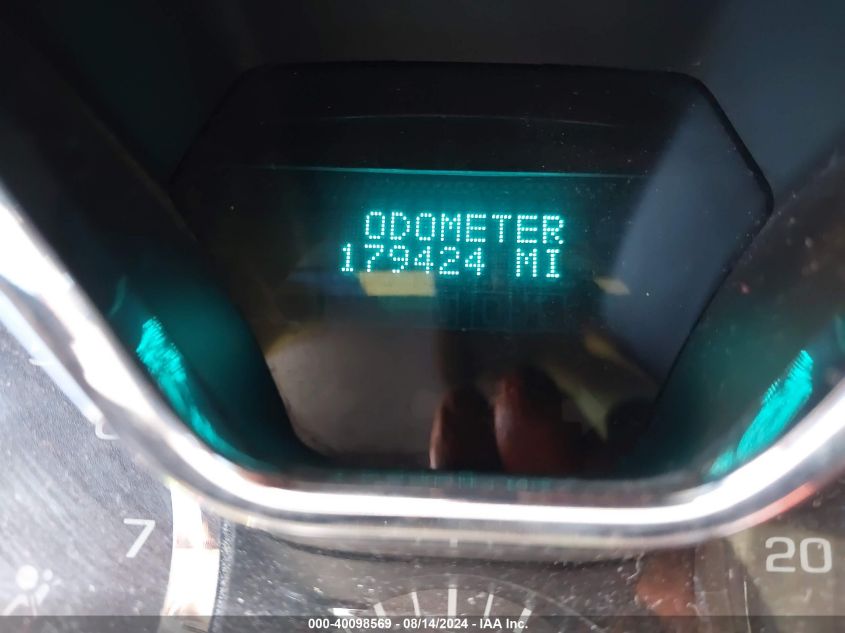 ODOMETER
179424 MI
7
20
000-40098569 - 08/14/2024 - IAA Inc.